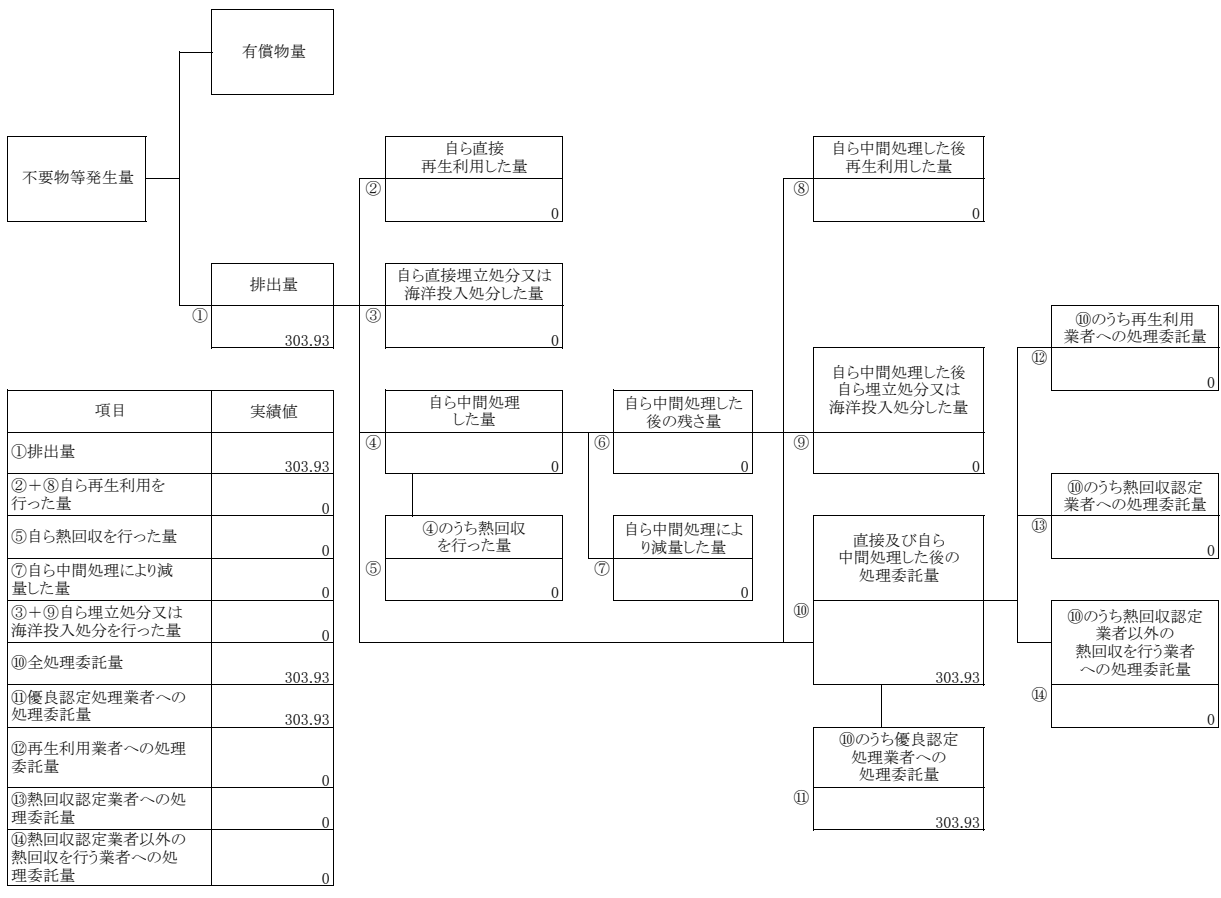 有償物量
不要物等発生量
排出量
①
303.93
自ら直接
再生利用した量
②
0
自ら直接埋立処分又は
海洋投入処分した量
③
0
自ら中間処理
した量
④
0
④のうち熱回収
を行った量
⑤
0
自ら中間処理した
後の残さ量
⑥
0
自ら中間処理によ
り減量した量
⑦
0
自ら中間処理した後
再生利用した量
⑧
0
自ら中間処理した後
自ら埋立処分又は
海洋投入処分した量
⑨
0
直接及び自ら
中間処理した後の
処理委託量
⑩
303.93
⑩のうち優良認定
処理業者への
処理委託量
⑪
303.93
⑩のうち再生利用
業者への処理委託量
⑫
0
⑩のうち熱回収認定
業者への処理委託量
⑬
0
⑩のうち熱回収認定
業者以外の
熱回収を行う業者
への処理委託量
⑭
0
項目 実績値
①排出量
303.93
②＋⑧自ら再生利用を
行った量
0
⑤自ら熱回収を行った量
0
⑦自ら中間処理により減
量した量
0
③＋⑨自ら埋立処分又は
海洋投入処分を行った量
0
⑩全処理委託量
303.93
⑪優良認定処理業者への
処理委託量
303.93
⑫再生利用業者への処理
委託量
0
⑬熱回収認定業者への処
理委託量
0
⑭熱回収認定業者以外の
熱回収を行う業者への処
理委託量
0